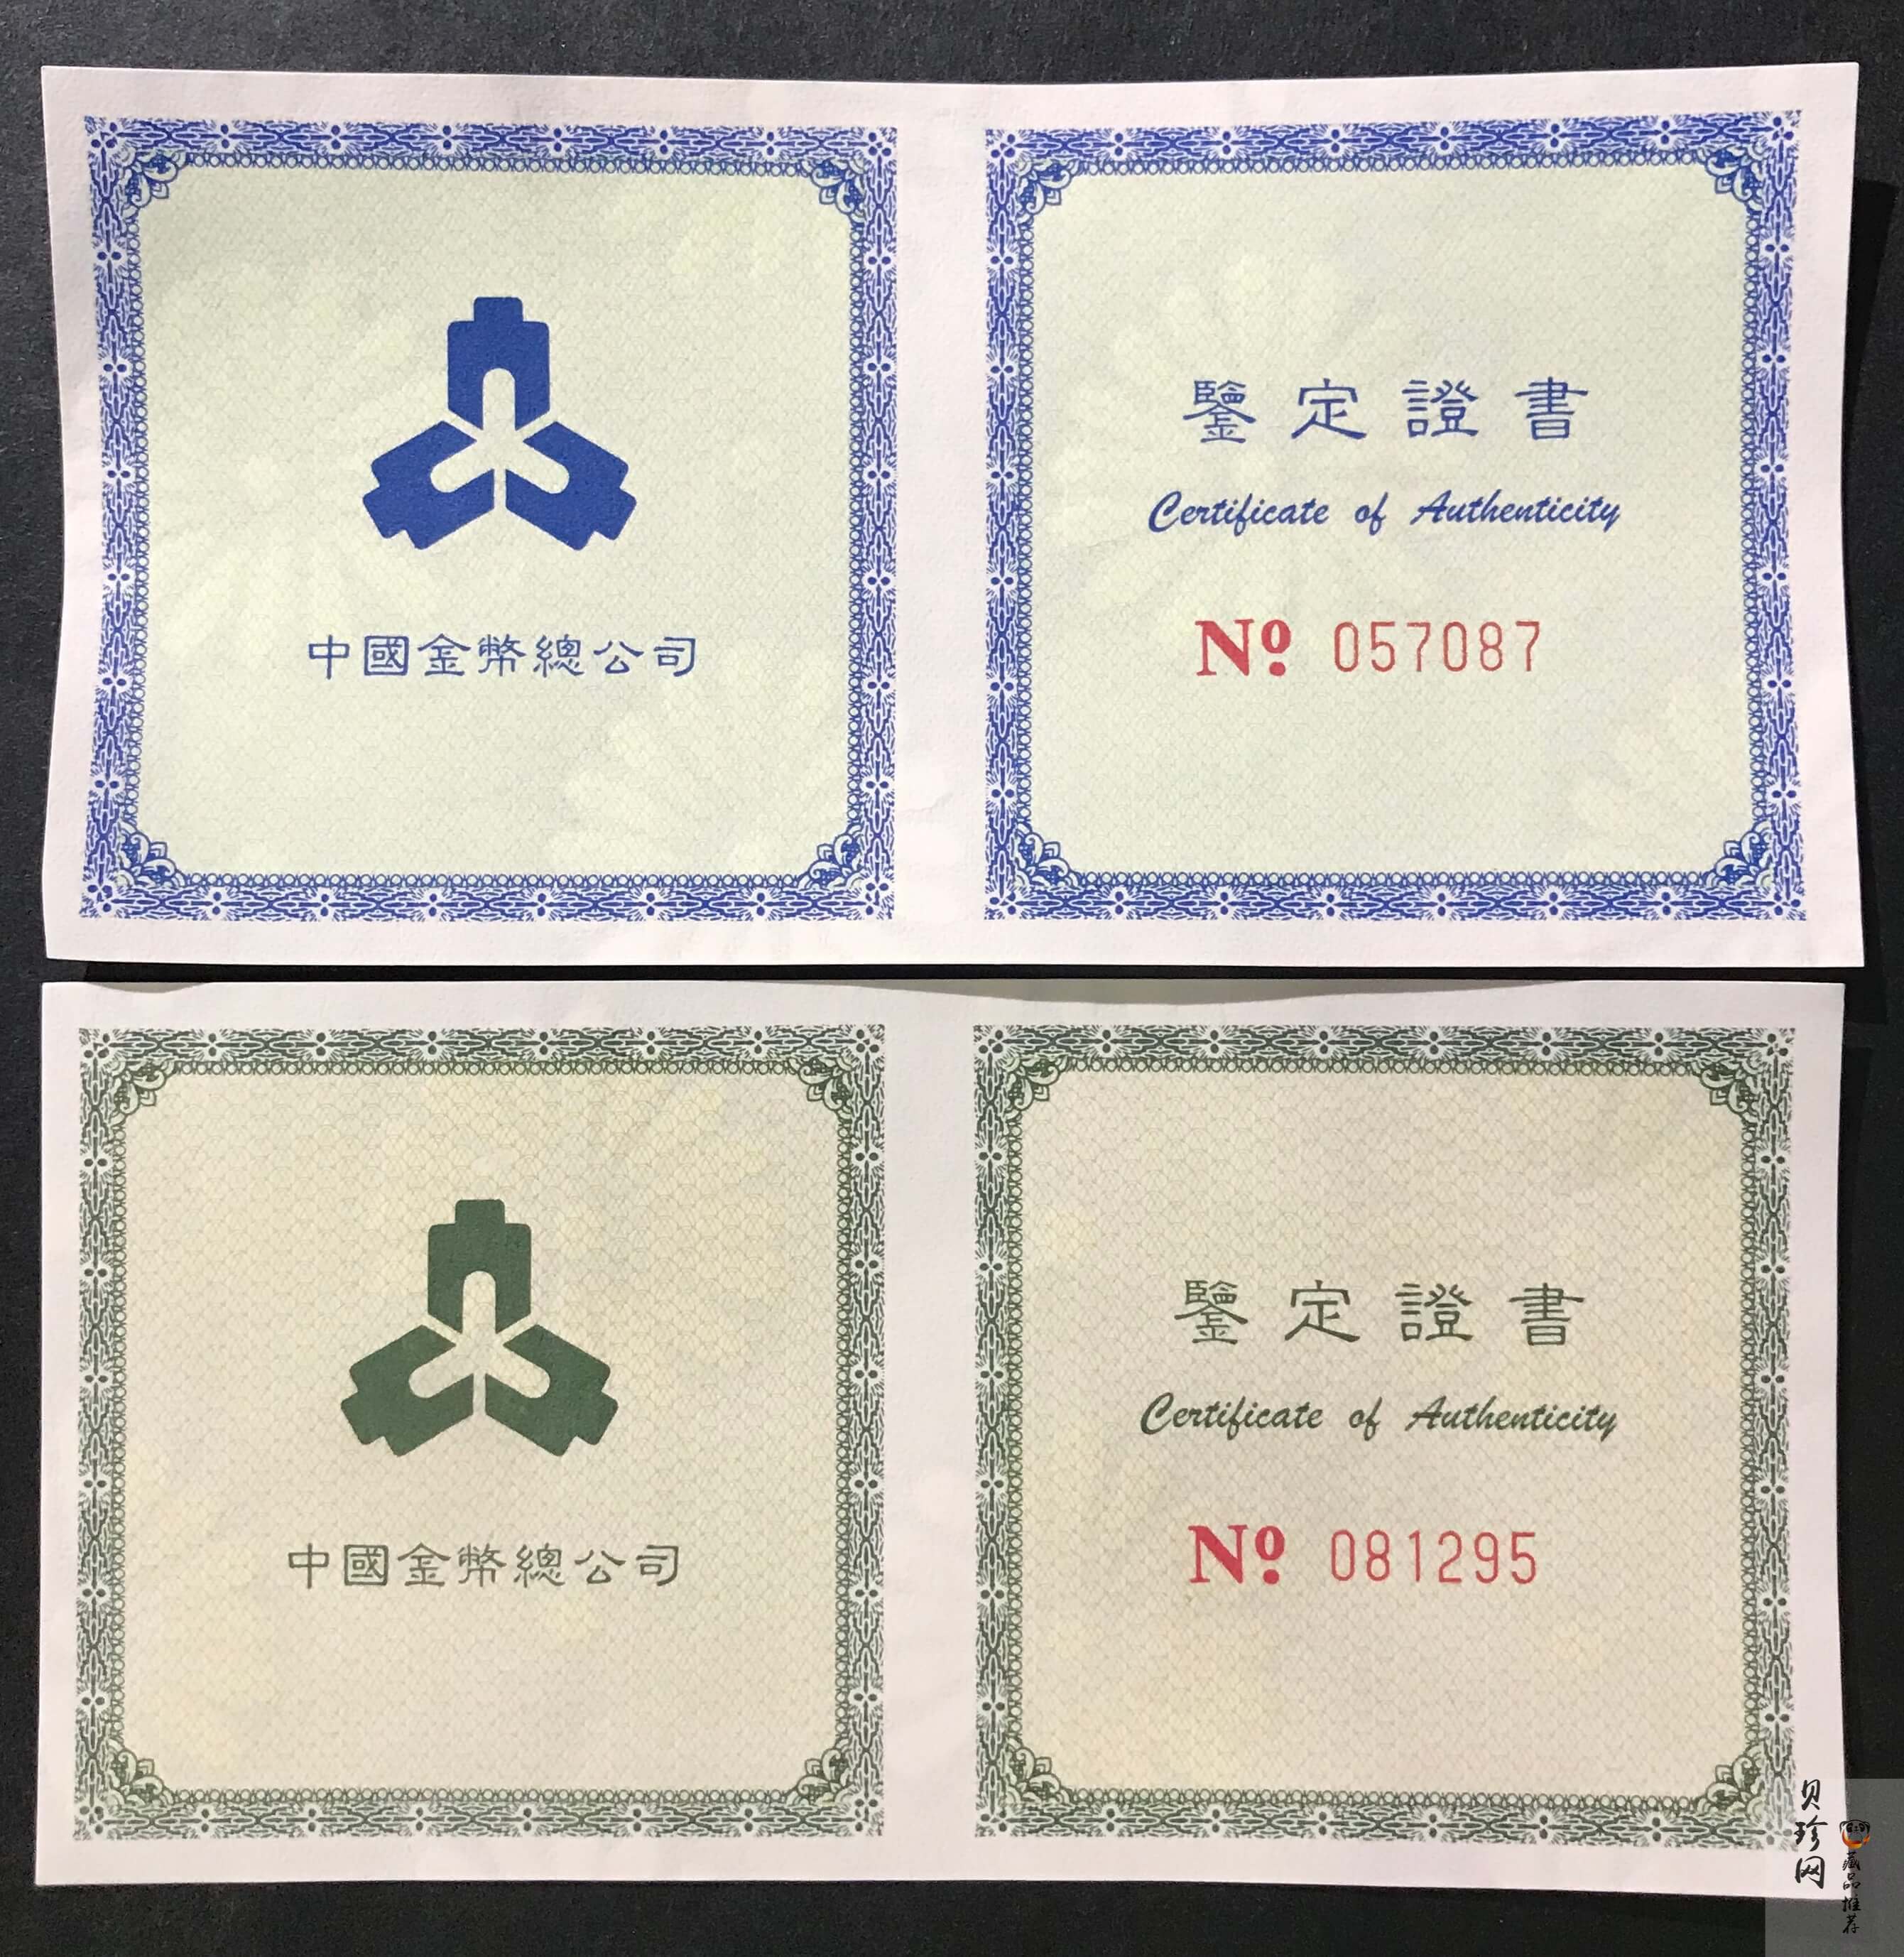 中國金幣總公司
鑒定證書
Certificate of Authenticity
Nº 057087
中國金幣總公司
鑒定證書
Certificate of Authenticity
Nº 081295
贝珍网
藏品推荐